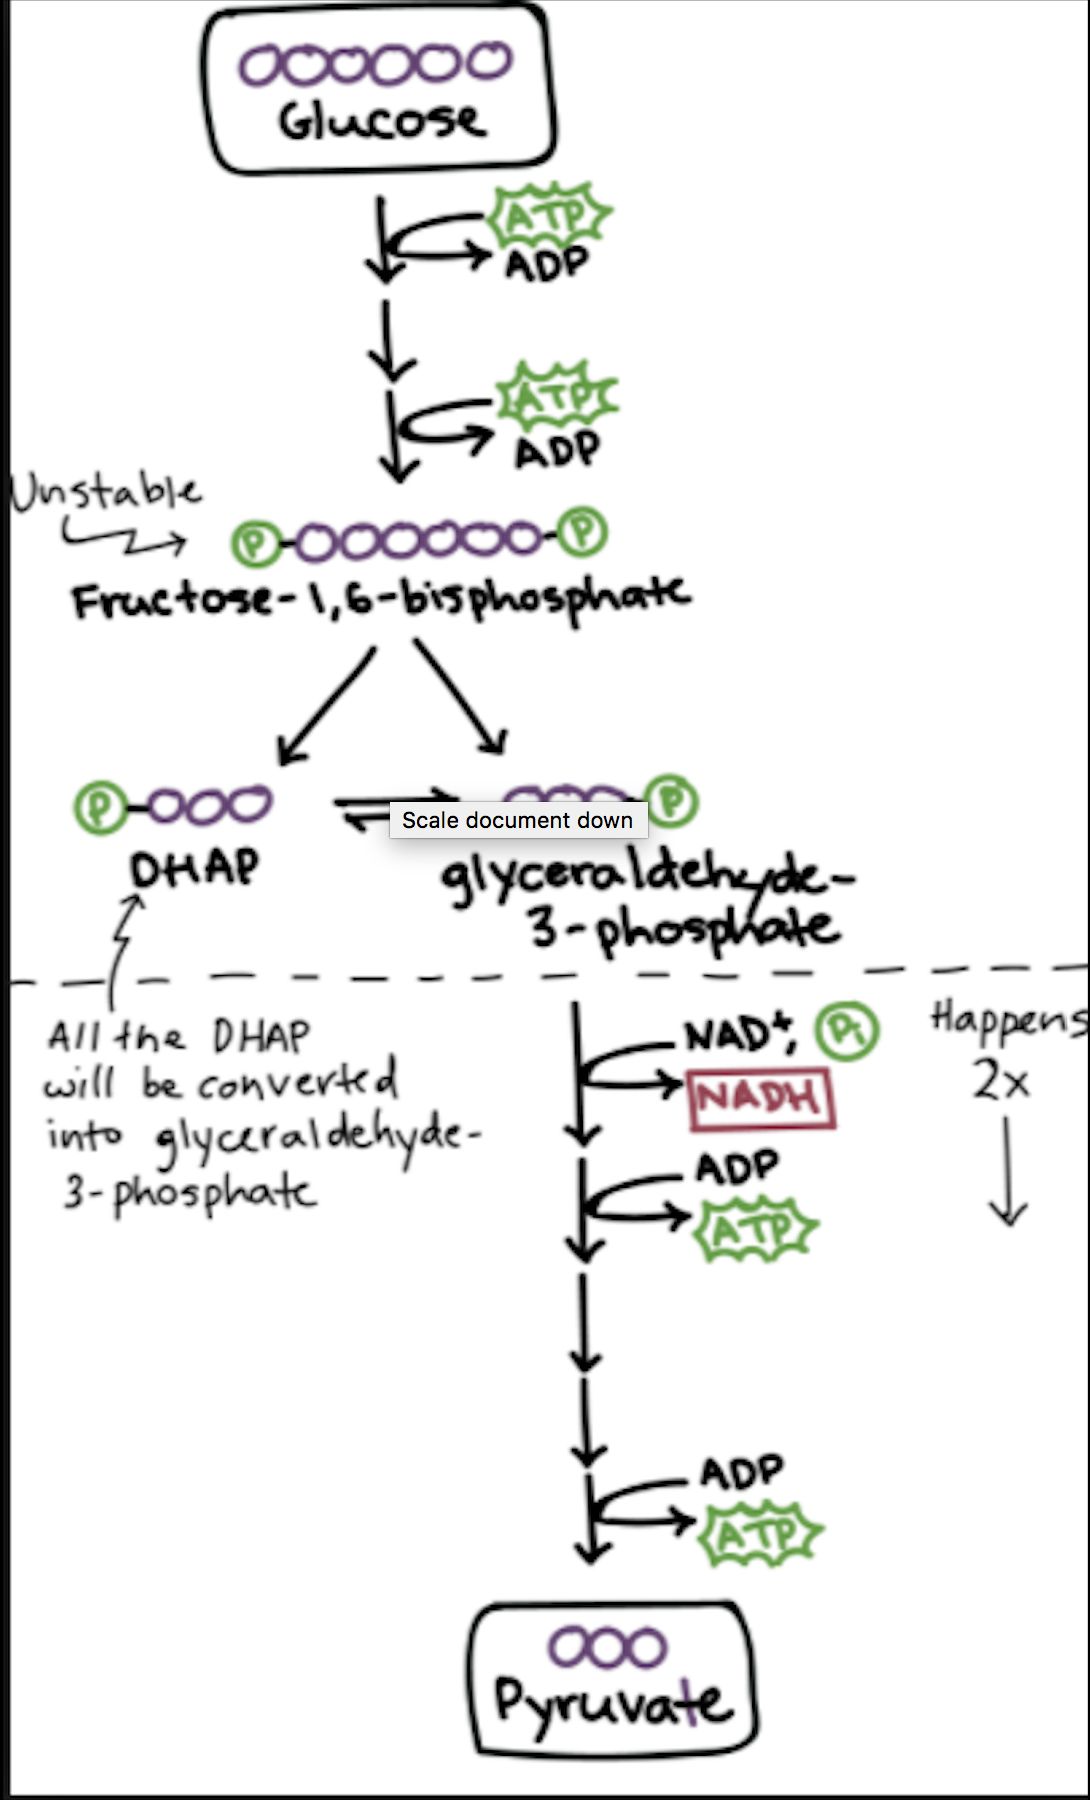 Glucose
ATP
ADP
ATP
ADP
Unstable
P
P
Fructose-1,6-bisphosphate
P
P
Scale document down
DHAP
glyceraldehyde-
3-phosphate
All the DHAP
will be converted
into glyceraldehyde-
3-phosphate
NAD+, Pi
NADH
Happens
2x
ADP
ATP
ADP
ATP
Pyruvate